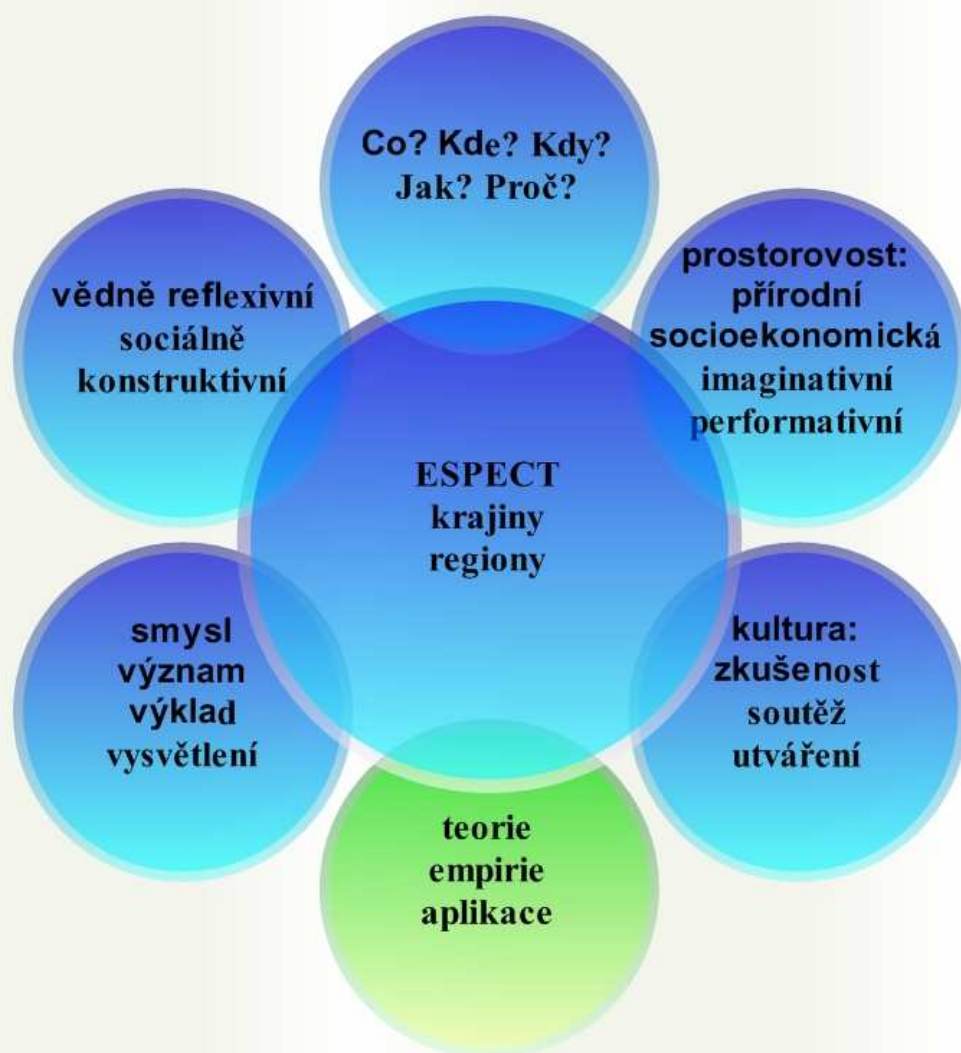 Co? Kde? Kdy?
Jak? Proč?
prostorovost:
přírodní
socioekonomická
imaginativní
performativní
vědně reflexivní
sociálně
konstruktivní
ESPECT
krajiny
regiony
smysl
význam
výklad
vysvětlení
kultura:
zkušenost
soutěž
utváření
teorie
empirie
aplikace